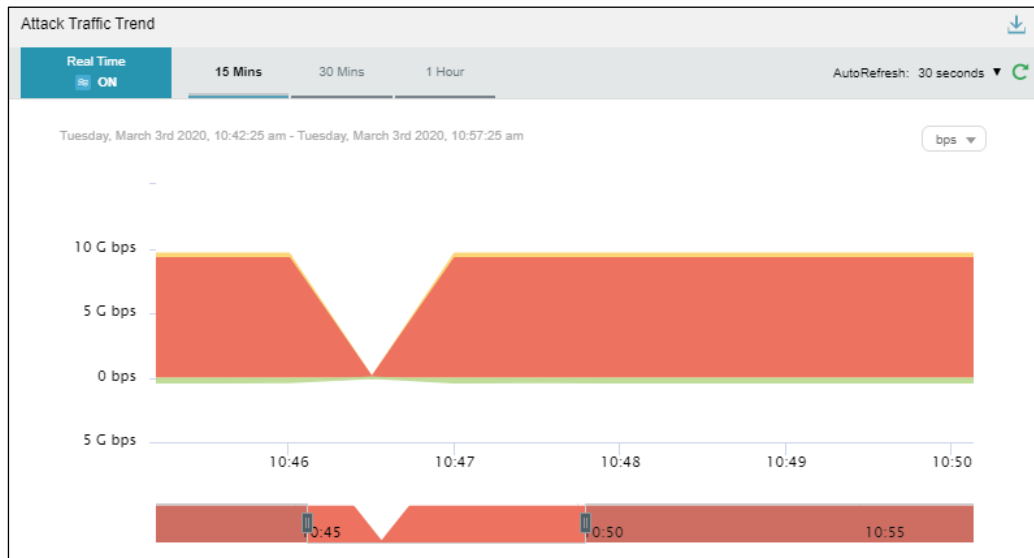 Attack Traffic Trend
Real Time
ON
15 Mins
30 Mins
1 Hour
AutoRefresh: 30 seconds
Tuesday, March 3rd 2020, 10:42:25 am - Tuesday, March 3rd 2020, 10:57:25 am
bps
10 G bps
5 G bps
0 bps
5 G bps
10:46 10:47 10:48 10:49 10:50
0:45 0:50 10:55